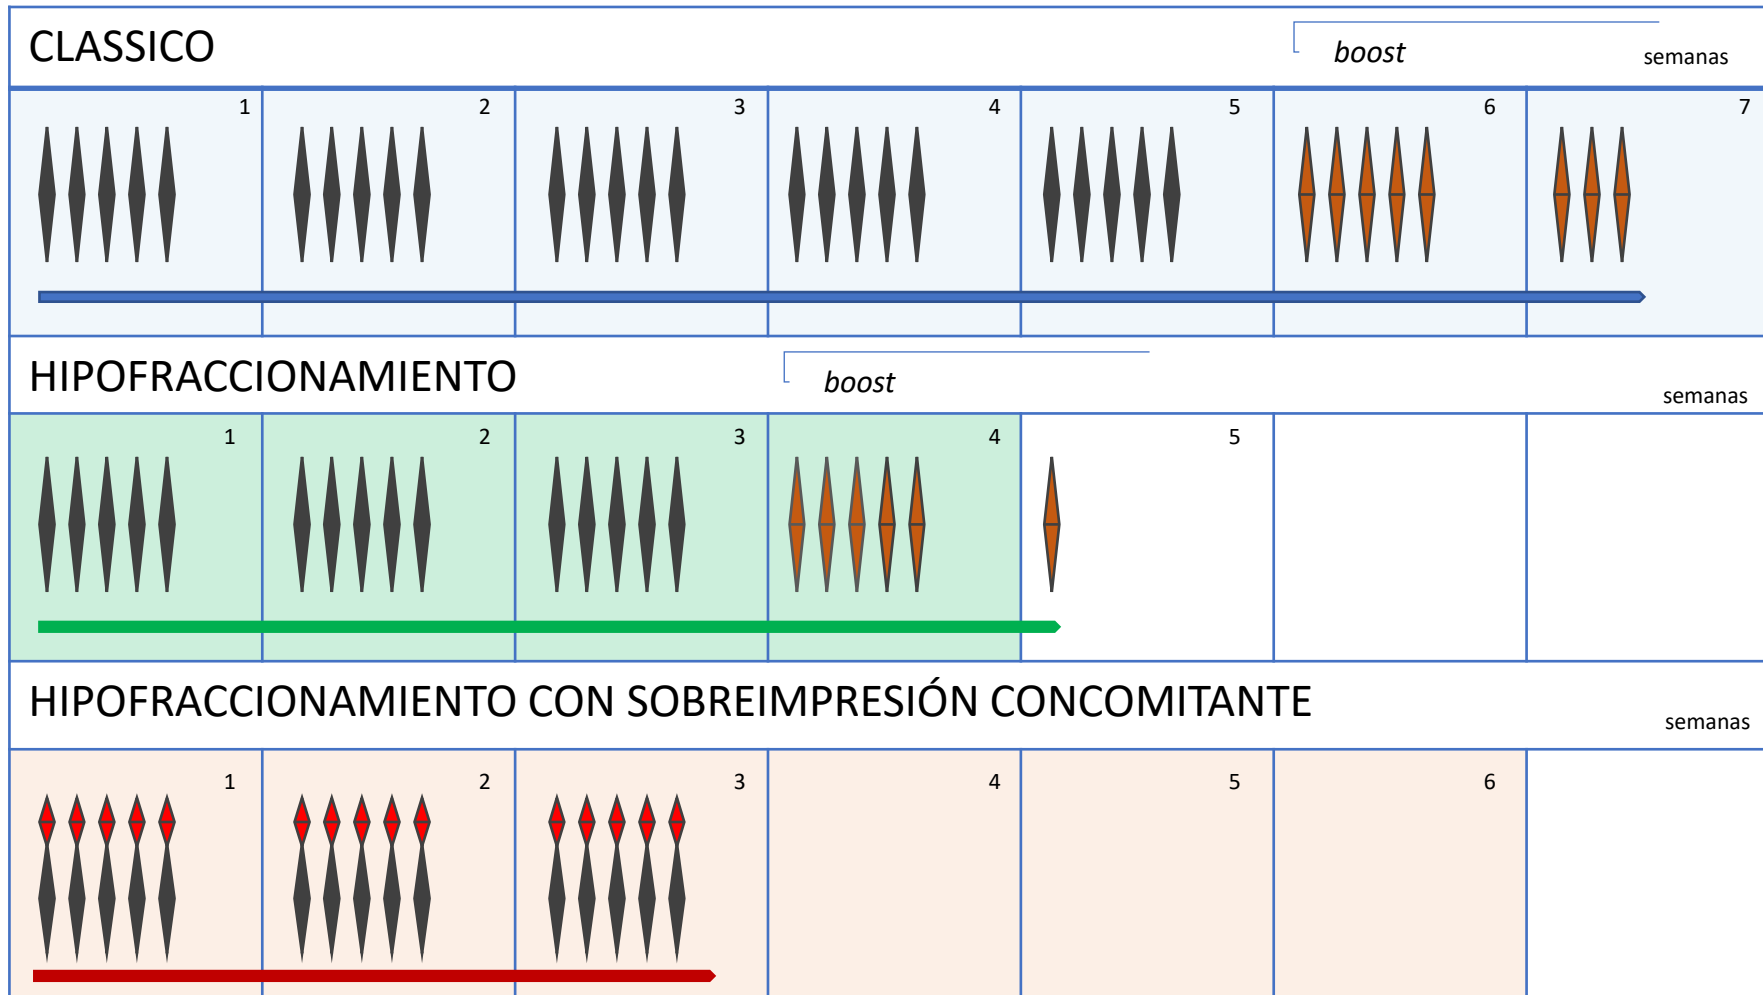 CLASSICO
boost
semanas
1 2 3 4 5 6 7
HIPOFRACCIONAMIENTO
boost
semanas
1 2 3 4 5
HIPOFRACCIONAMIENTO CON SOBREIMPRESIÓN CONCOMITANTE
semanas
1 2 3 4 5 6